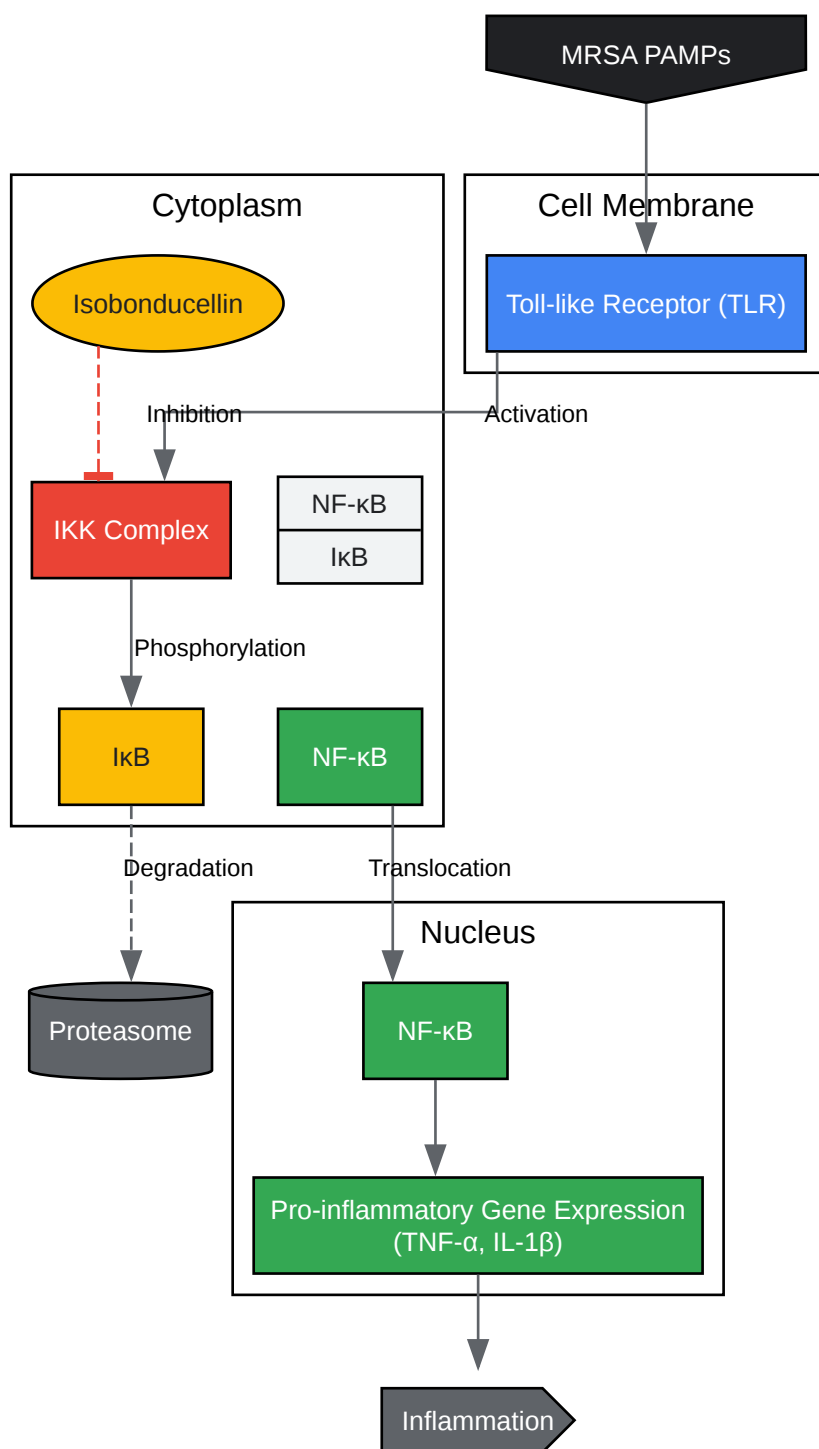 MRSA PAMPs
Cytoplasm
Cell Membrane
Isobonducellin
Toll-like Receptor (TLR)
Inhibition
Activation
IKK Complex
NF-κB
IκB
Phosphorylation
IκB
NF-κB
Degradation
Translocation
Nucleus
Proteasome
NF-κB
Pro-inflammatory Gene Expression
(TNF-α, IL-1β)
Inflammation